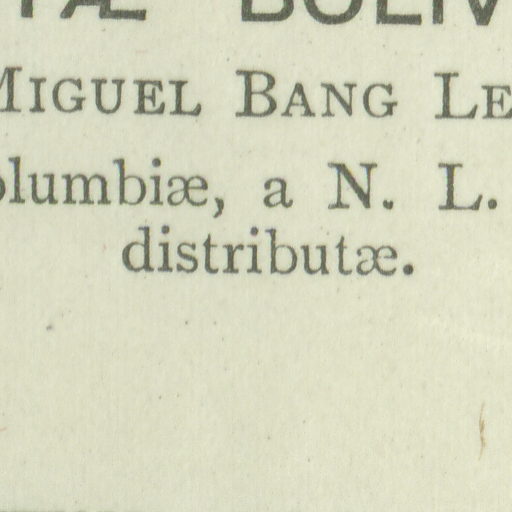 MIGUEL BANG LE
olumbiæ, a N. L.
distributæ.